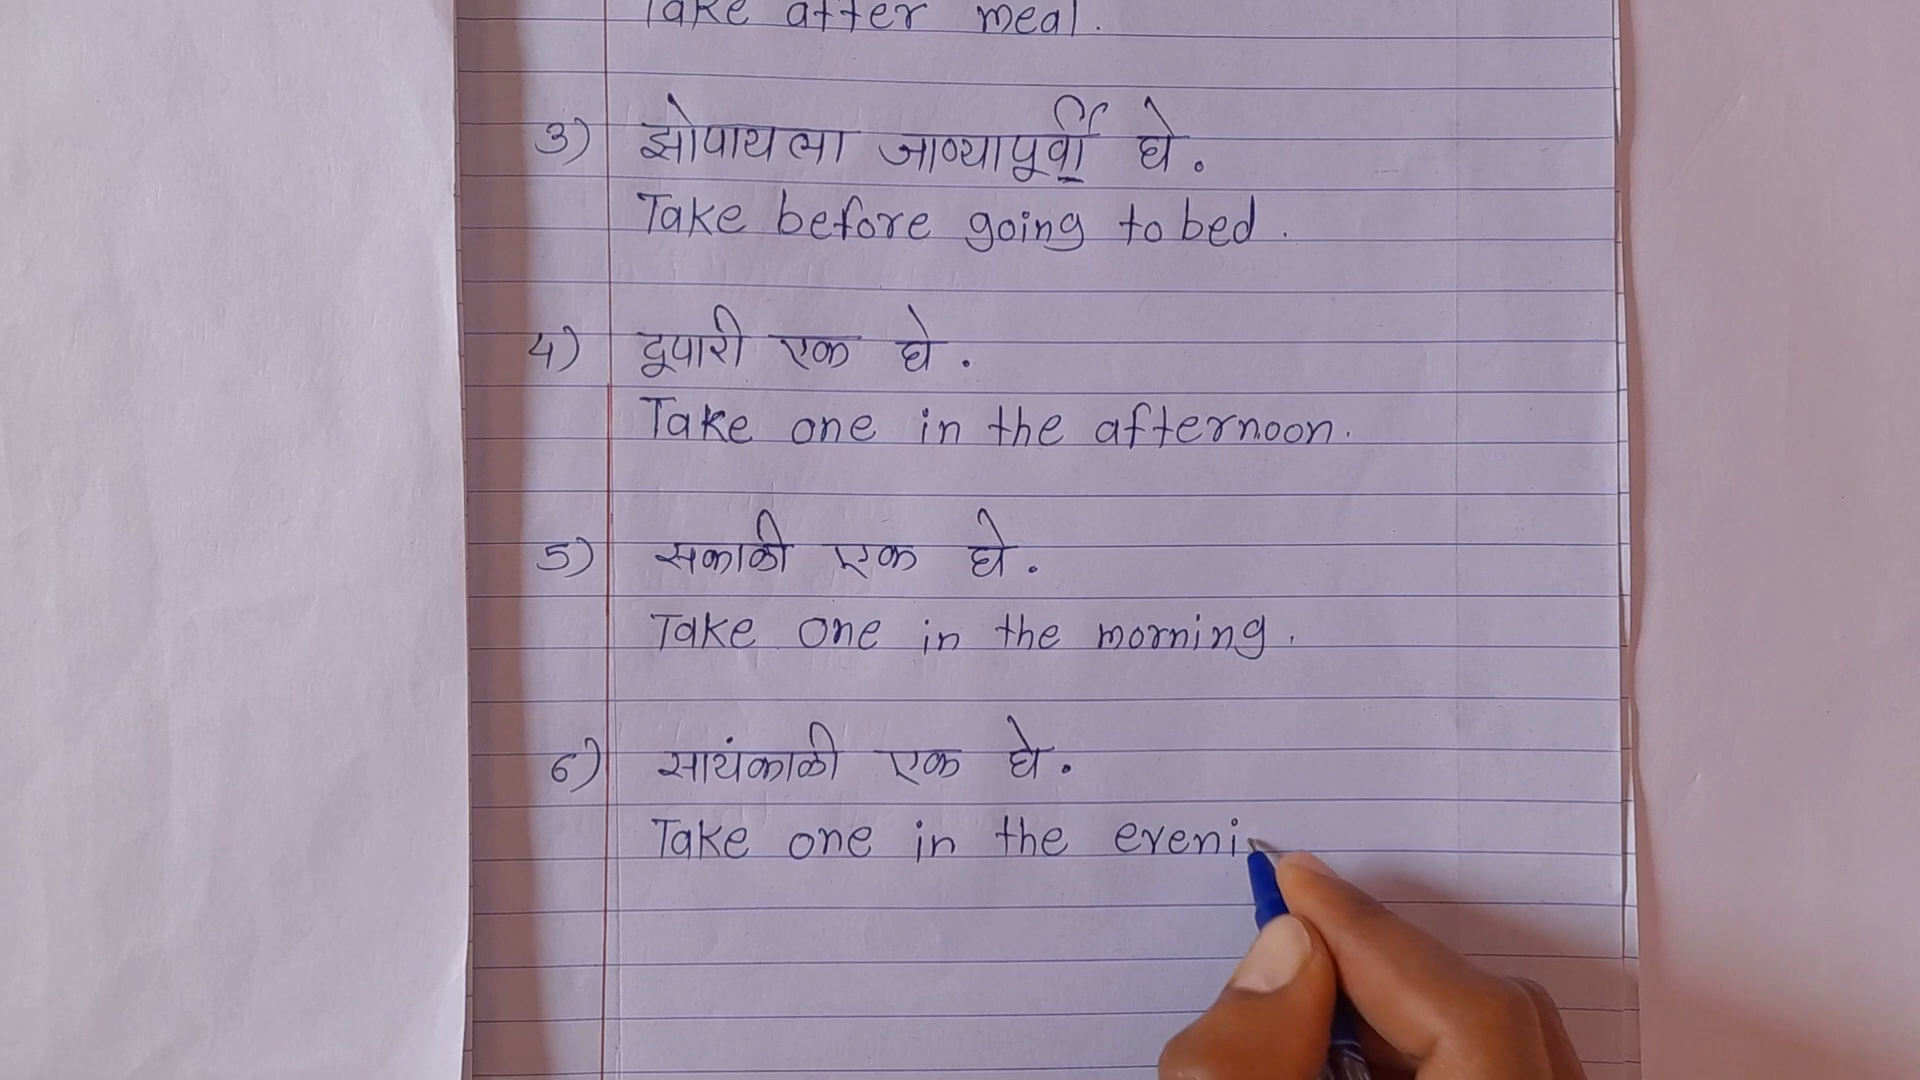 Take after meal.
3) झोपायला जाण्यापूर्वी घे.
Take before going to bed.
4) दूपारी एक घे.
Take one in the afternoon.
5) सकाळी एक घे.
Take one in the morning.
6) सायंकाळी एक घे.
Take one in the eveni